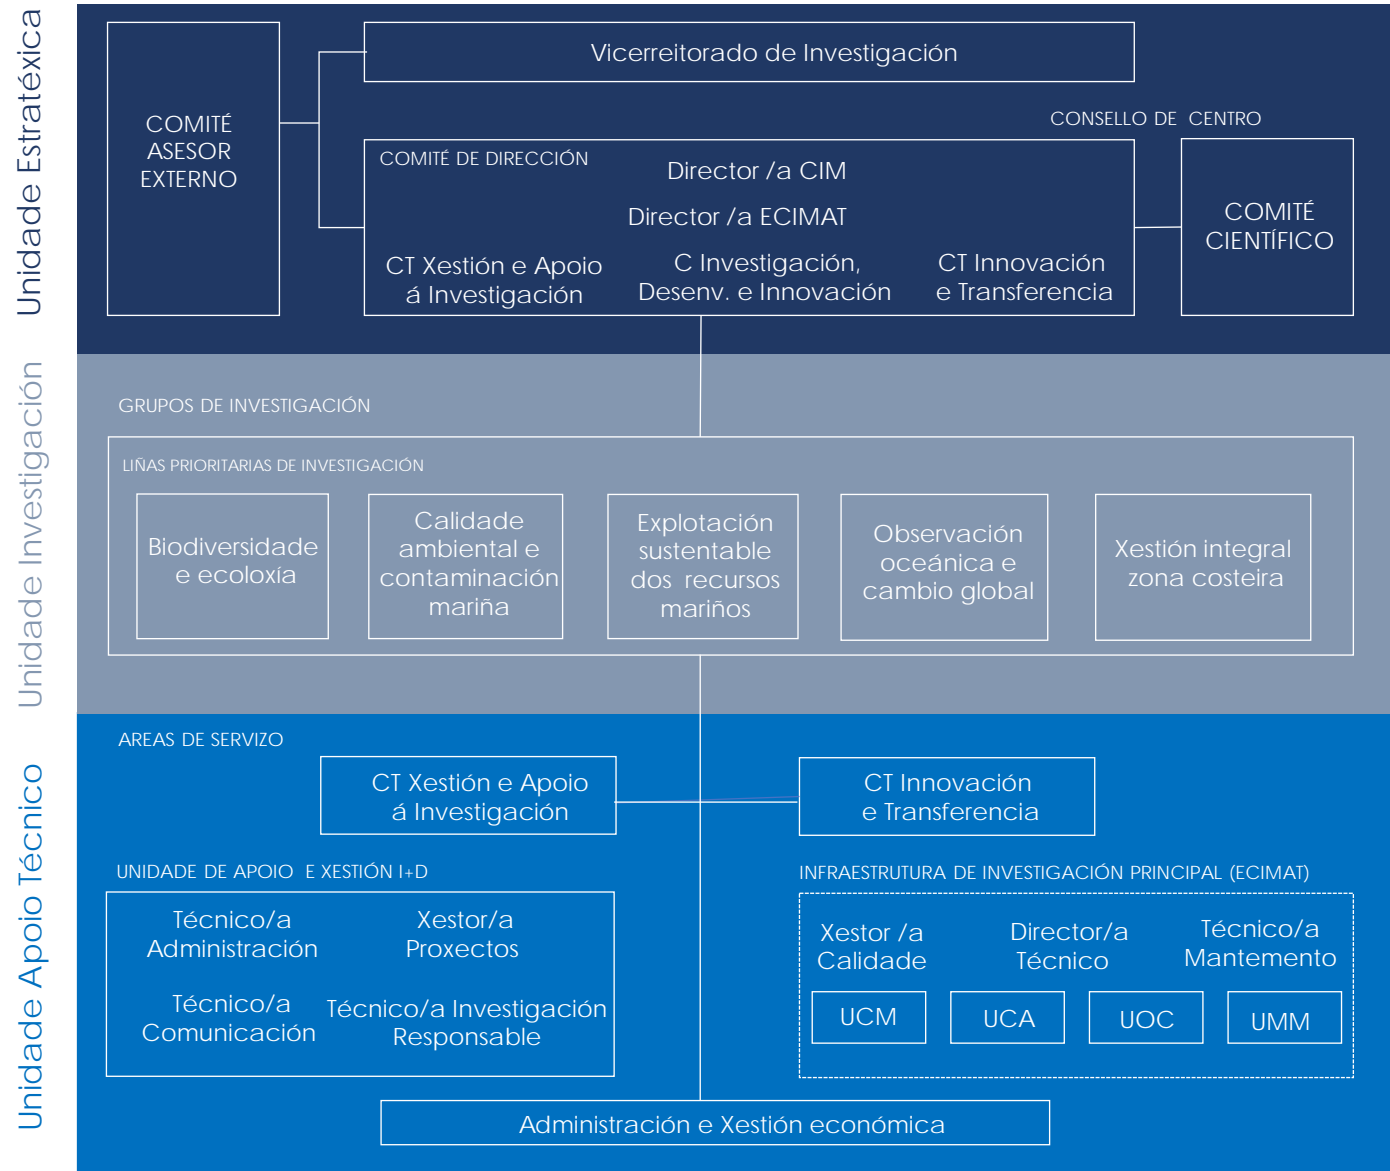 Unidade Estratéxica
Vicerreitorado de Investigación
COMITÉ
ASESOR
EXTERNO
CONSELLO DE CENTRO
COMITÉ DE DIRECCIÓN
Director /a CIM
Director /a ECIMAT
CT Xestión e Apoio
á Investigación
C Investigación,
Desenv. e Innovación
CT Innovación
e Transferencia
COMITÉ
CIENTÍFICO
Unidade Investigación
GRUPOS DE INVESTIGACIÓN
LIÑAS PRIORITARIAS DE INVESTIGACIÓN
Biodiversidade
e ecoloxía
Calidade
ambiental e
contaminación
mariña
Explotación
sustentable
dos recursos
mariños
Observación
oceánica e
cambio global
Xestión integral
zona costeira
Unidade Apoio Técnico
AREAS DE SERVIZO
CT Xestión e Apoio
á Investigación
CT Innovación
e Transferencia
UNIDADE DE APOIO E XESTIÓN I+D
Técnico/a
Administración
Xestor/a
Proxectos
Técnico/a
Comunicación
Técnico/a Investigación
Responsable
INFRAESTRUTURA DE INVESTIGACIÓN PRINCIPAL (ECIMAT)
Xestor /a
Calidade
Director/a
Técnico
Técnico/a
Mantemento
UCM
UCA
UOC
UMM
Administración e Xestión económica